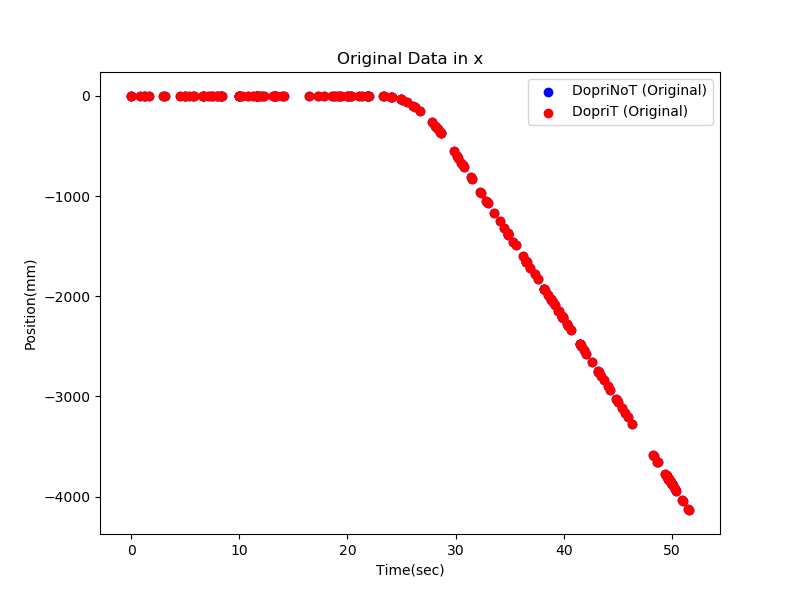 Original Data in x
DopriNoT (Original)
DopriT (Original)
0
−1000
−2000
−3000
−4000
Position(mm)
0
10
20
30
40
50
Time(sec)